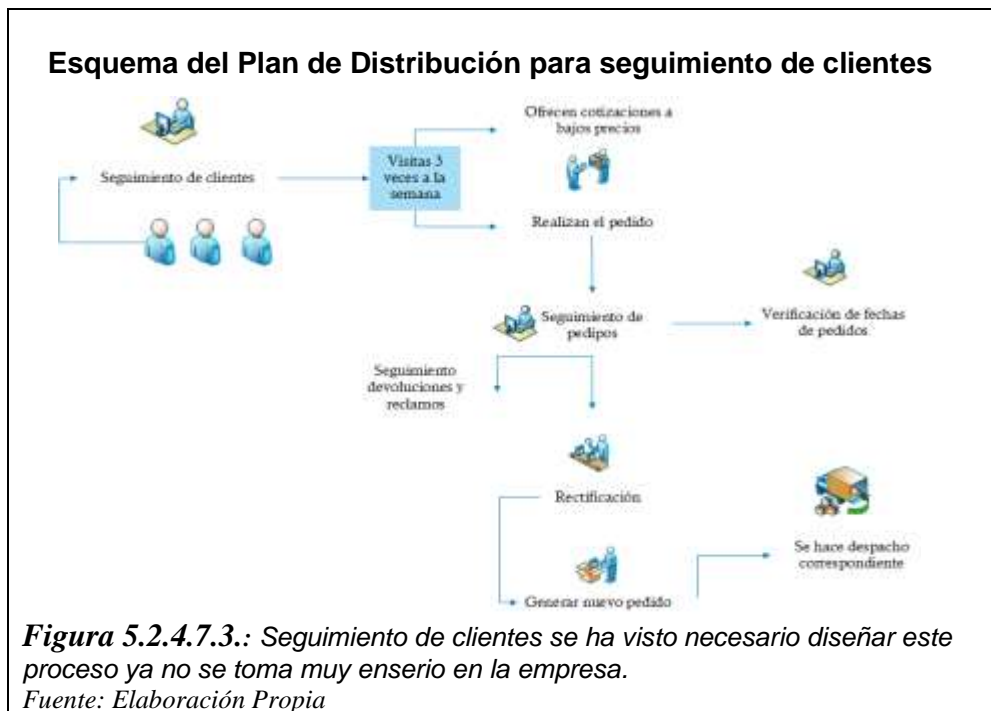 Esquema del Plan de Distribución para seguimiento de clientes
Ofrecen cotizaciones a
bajos precios
Seguimiento de clientes
Visitas 3
veces a la
semana
Realizan el pedido
Seguimiento de
pedipos
Verificación de fechas
de pedidos
Seguimiento
devoluciones y
reclamos
Rectificación
Se hace despacho
correspondiente
Generar nuevo pedido
Figura 5.2.4.7.3.: Seguimiento de clientes se ha visto necesario diseñar este
proceso ya no se toma muy enserio en la empresa.
Fuente: Elaboración Propia